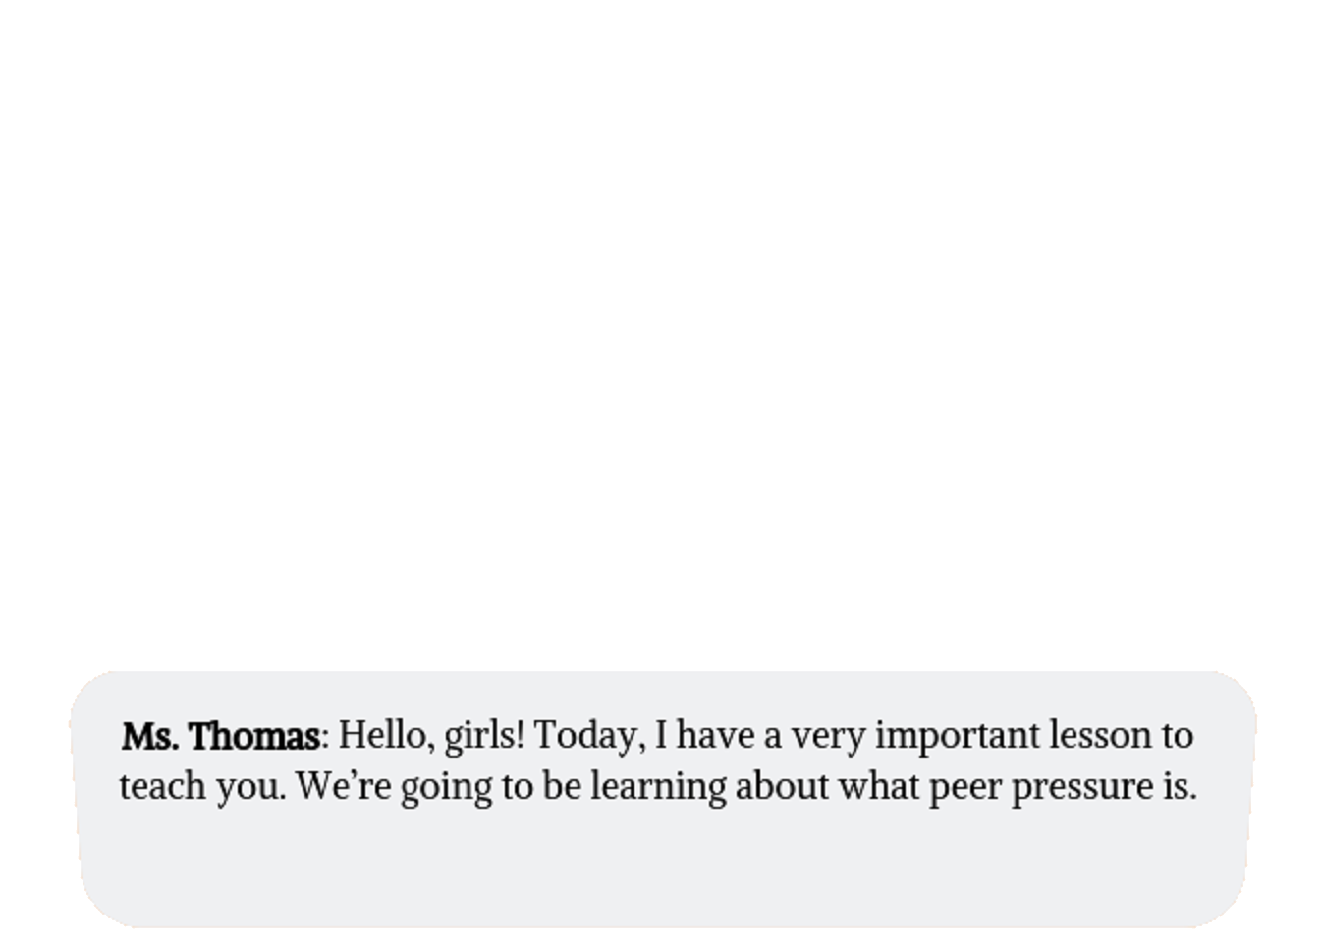 Ms. Thomas: Hello, girls! Today, I have a very important lesson to
teach you. We’re going to be learning about what peer pressure is.